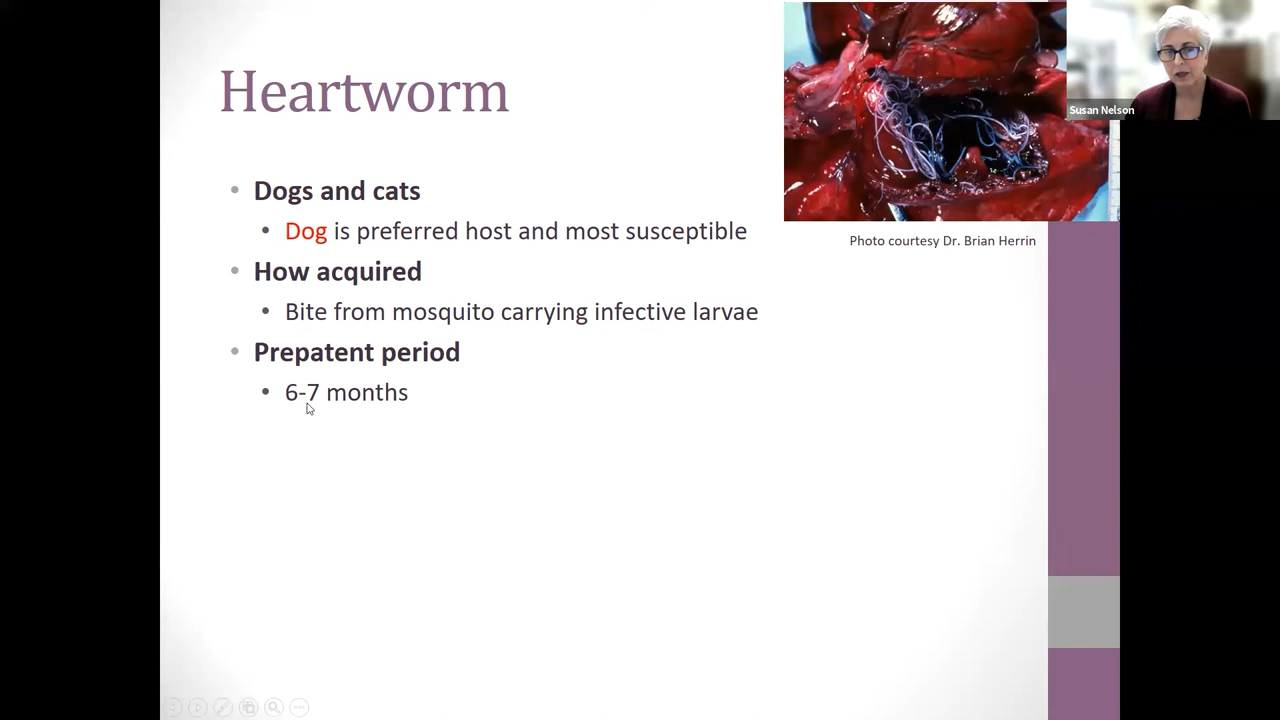 Heartworm
Susan Nelson
Dogs and cats
Dog is preferred host and most susceptible
Photo courtesy Dr. Brian Herrin
How acquired
Bite from mosquito carrying infective larvae
Prepatent period
6-7 months